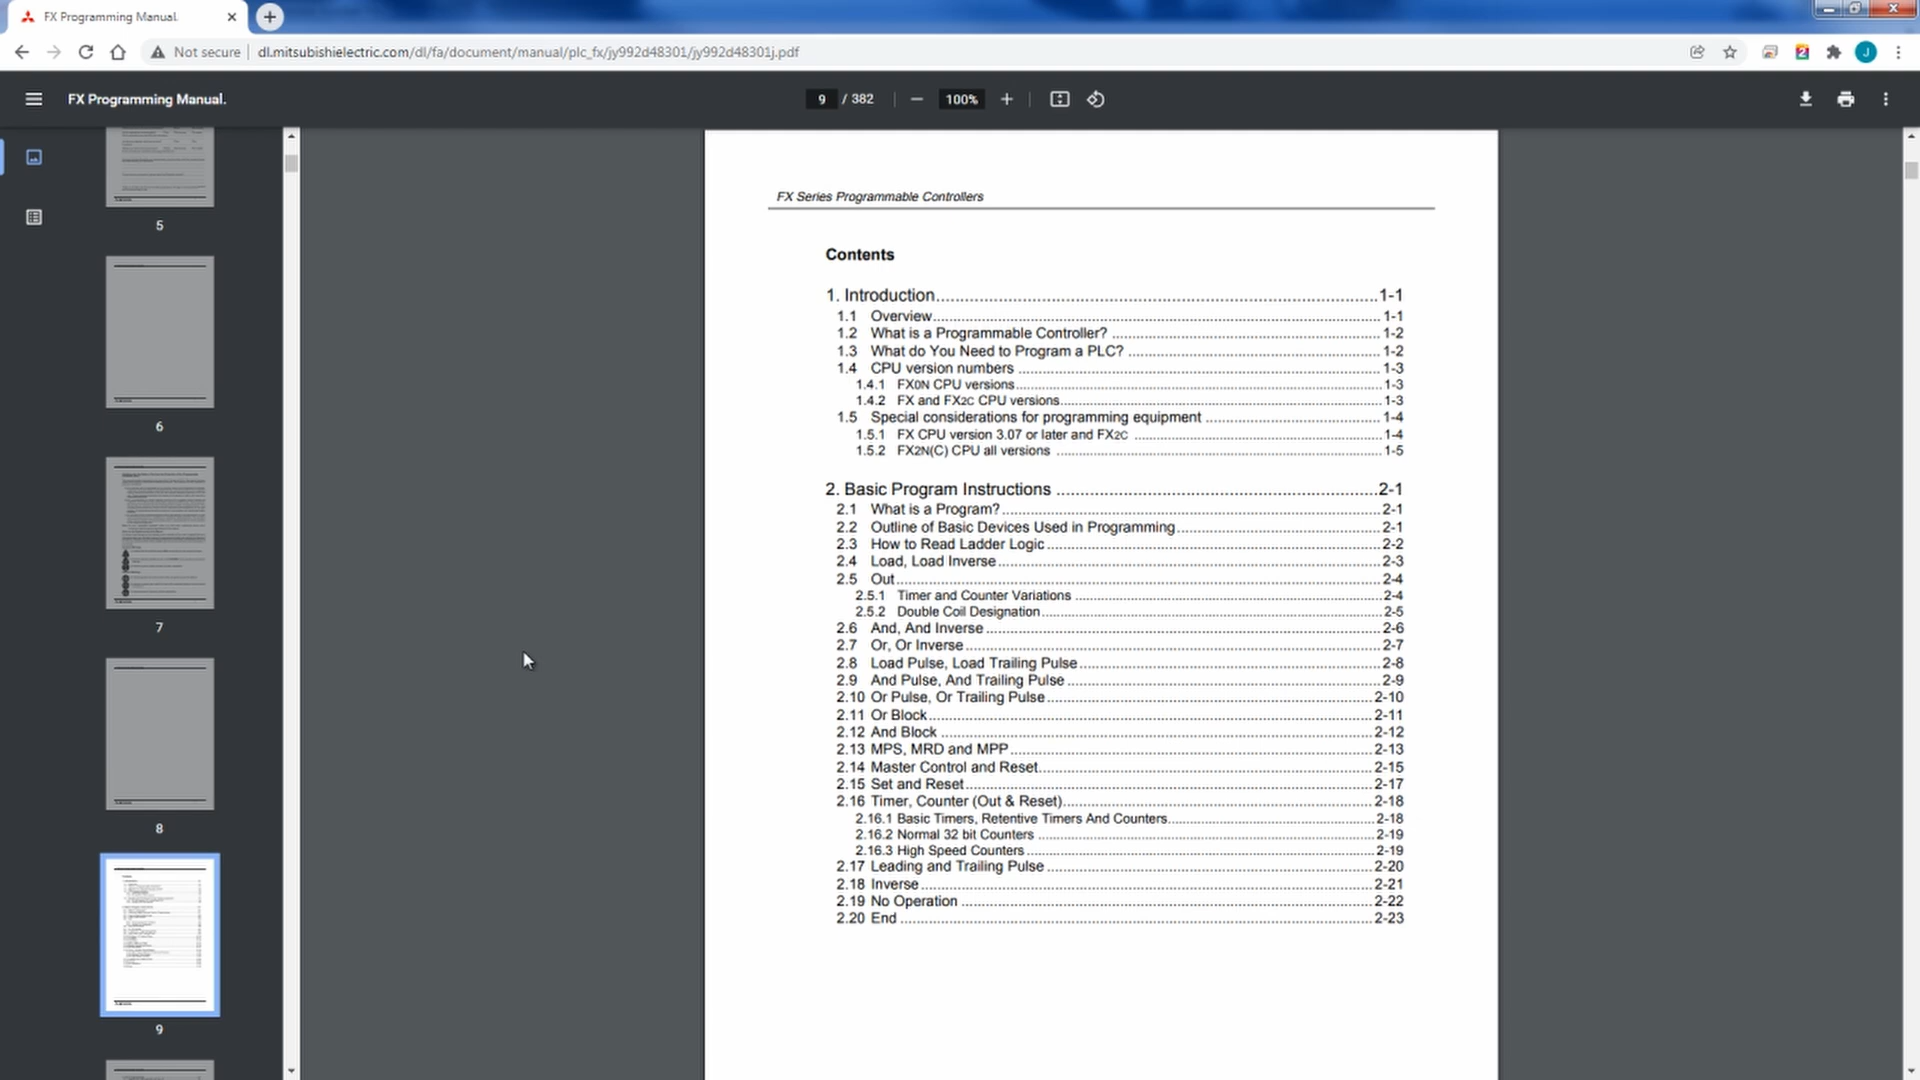 FX Programming Manual.
Not secure
dl.mitsubishielectric.com/dl/fa/document/manual/plc_fx/jy992d48301/jy992d48301j.pdf
2
J
FX Programming Manual.
9 / 382
100%
5
6
7
8
9
FX Series Programmable Controllers
Contents
1. Introduction 1-1
1.1 Overview 1-1
1.2 What is a Programmable Controller? 1-2
1.3 What do You Need to Program a PLC? 1-2
1.4 CPU version numbers 1-3
1.4.1 FX0N CPU versions 1-3
1.4.2 FX and FX2C CPU versions 1-3
1.5 Special considerations for programming equipment 1-4
1.5.1 FX CPU version 3.07 or later and FX2C 1-4
1.5.2 FX2N(C) CPU all versions 1-5
2. Basic Program Instructions 2-1
2.1 What is a Program? 2-1
2.2 Outline of Basic Devices Used in Programming 2-1
2.3 How to Read Ladder Logic 2-2
2.4 Load, Load Inverse 2-3
2.5 Out 2-4
2.5.1 Timer and Counter Variations 2-4
2.5.2 Double Coil Designation 2-5
2.6 And, And Inverse 2-6
2.7 Or, Or Inverse 2-7
2.8 Load Pulse, Load Trailing Pulse 2-8
2.9 And Pulse, And Trailing Pulse 2-9
2.10 Or Pulse, Or Trailing Pulse 2-10
2.11 Or Block 2-11
2.12 And Block 2-12
2.13 MPS, MRD and MPP 2-13
2.14 Master Control and Reset 2-15
2.15 Set and Reset 2-17
2.16 Timer, Counter (Out & Reset) 2-18
2.16.1 Basic Timers, Retentive Timers And Counters 2-18
2.16.2 Normal 32 bit Counters 2-19
2.16.3 High Speed Counters 2-19
2.17 Leading and Trailing Pulse 2-20
2.18 Inverse 2-21
2.19 No Operation 2-22
2.20 End 2-23